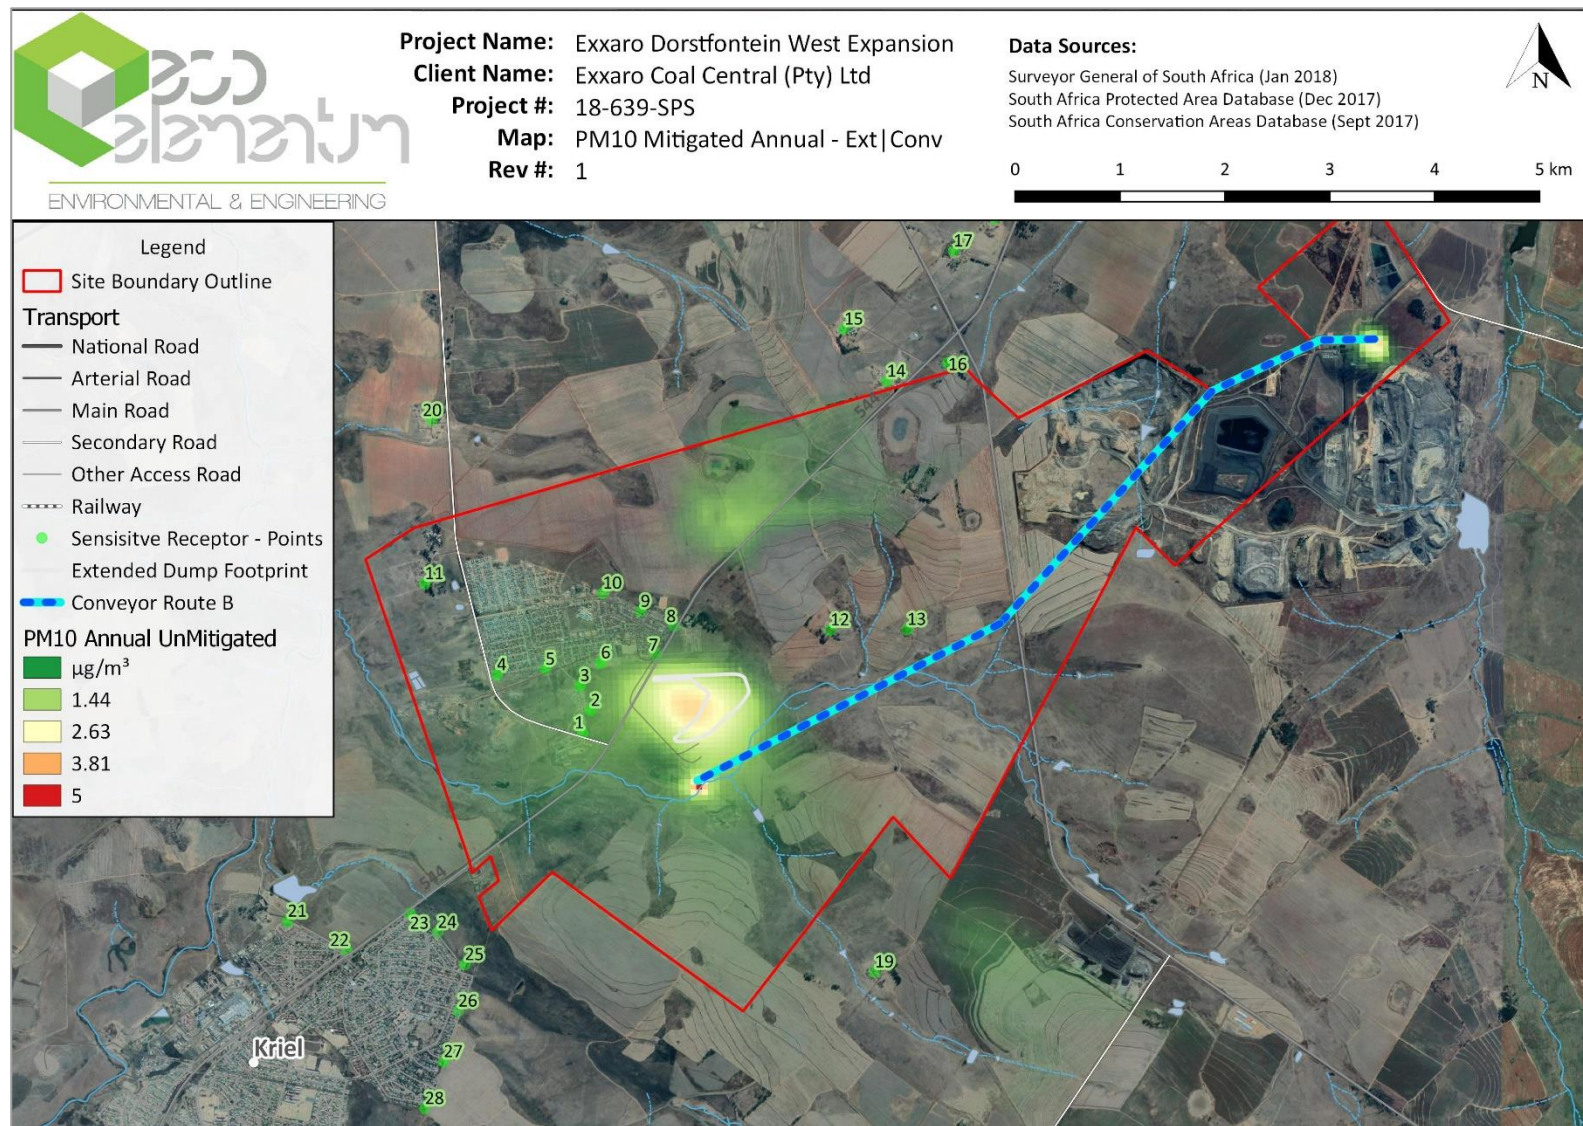 eco
elementum
ENVIRONMENTAL & ENGINEERING
Project Name: Exxaro Dorstfontein West Expansion
Client Name: Exxaro Coal Central (Pty) Ltd
Project #: 18-639-SPS
Map: PM10 Mitigated Annual - Ext|Conv
Rev #: 1
Data Sources:
Surveyor General of South Africa (Jan 2018)
South Africa Protected Area Database (Dec 2017)
South Africa Conservation Areas Database (Sept 2017)
N
0 1 2 3 4 5 km
Legend
Site Boundary Outline
Transport
National Road
Arterial Road
Main Road
Secondary Road
Other Access Road
Railway
Sensisitve Receptor - Points
Extended Dump Footprint
Conveyor Route B
PM10 Annual UnMitigated
µg/m³
1.44
2.63
3.81
5
17
15
14
16
544
20
11
10
9
8
12
13
7
6
5
4
3
2
1
544
21
23
24
22
25
19
26
Kriel
27
28